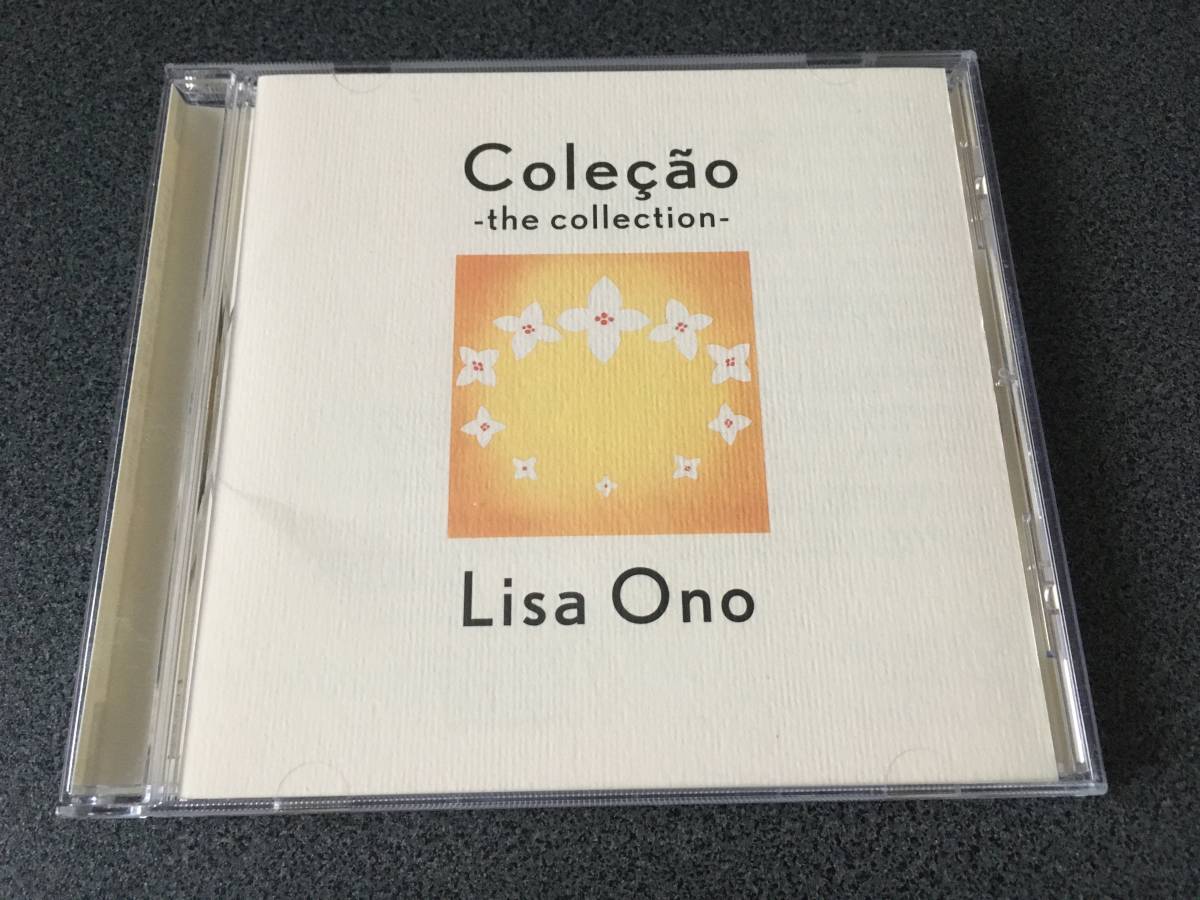 Coleção
-the collection-
Lisa Ono